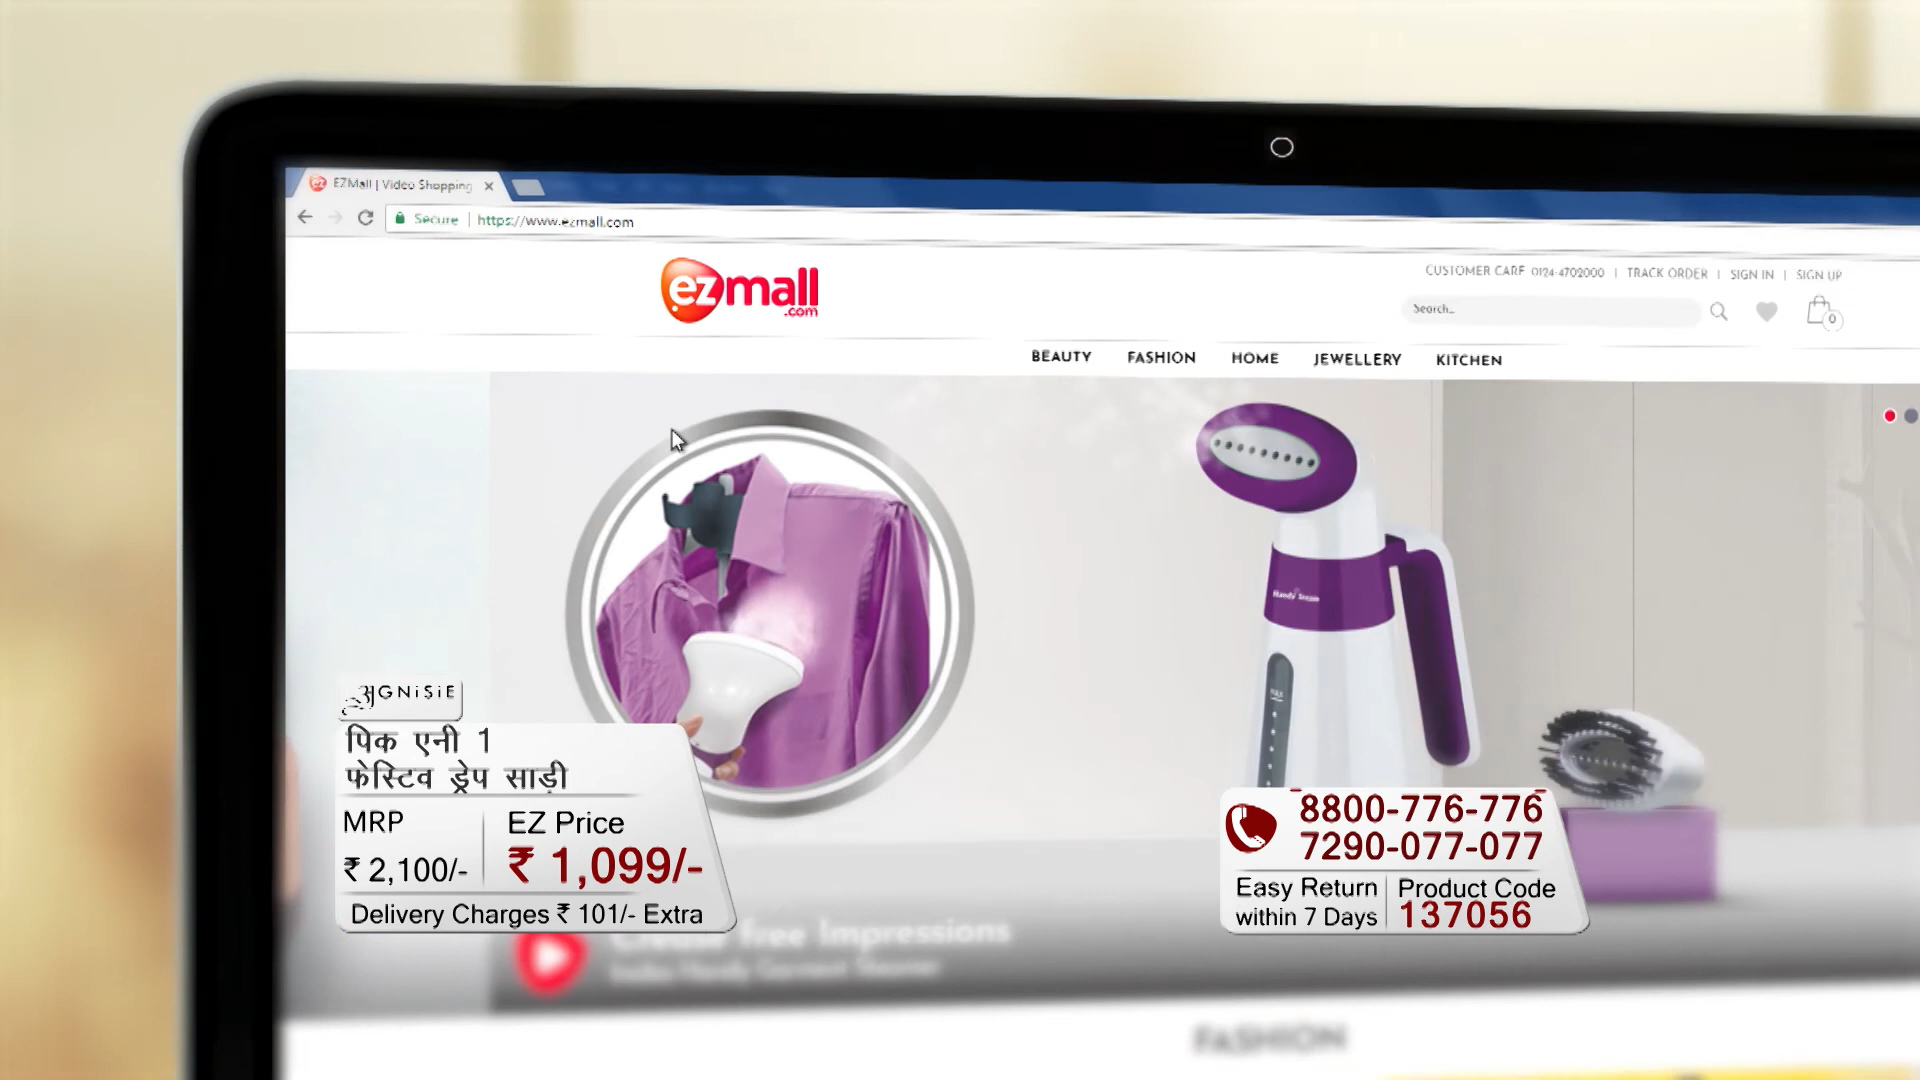 EZMall | Video Shopping
Secure | https://www.ezmall.com
ezmall
.com
CUSTOMER CARE 0124-4702000 | TRACK ORDER | SIGN IN | SIGN UP
Search...
0
BEAUTY FASHION HOME JEWELLERY KITCHEN
Handy Steam
MAX
GNiSiE
पिक एनी 1
फेस्टिव ड्रेप साड़ी
MRP
₹ 2,100/-
EZ Price
₹ 1,099/-
Delivery Charges ₹ 101/- Extra
8800-776-776
7290-077-077
Easy Return
within 7 Days
Product Code
137056
Crease free Impressions
FASHION